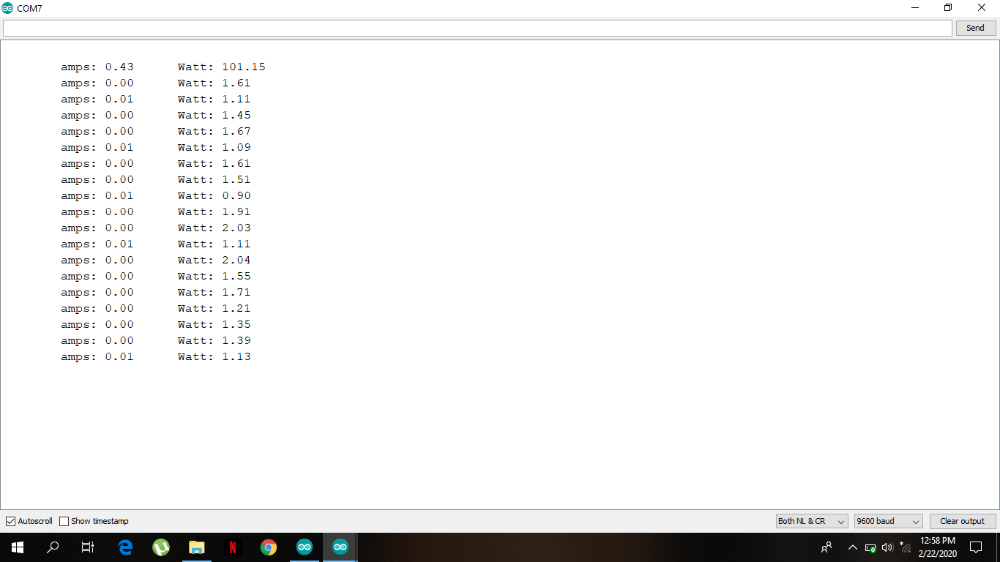 COM7
Send
amps: 0.43 Watt: 101.15
amps: 0.00 Watt: 1.61
amps: 0.01 Watt: 1.11
amps: 0.00 Watt: 1.45
amps: 0.00 Watt: 1.67
amps: 0.01 Watt: 1.09
amps: 0.00 Watt: 1.61
amps: 0.00 Watt: 1.51
amps: 0.01 Watt: 0.90
amps: 0.00 Watt: 1.91
amps: 0.00 Watt: 2.03
amps: 0.01 Watt: 1.11
amps: 0.00 Watt: 2.04
amps: 0.00 Watt: 1.55
amps: 0.00 Watt: 1.71
amps: 0.00 Watt: 1.21
amps: 0.00 Watt: 1.35
amps: 0.00 Watt: 1.39
amps: 0.01 Watt: 1.13
Autoscroll Show timestamp Both NL & CR 9600 baud Clear output
12:58 PM
2/22/2020